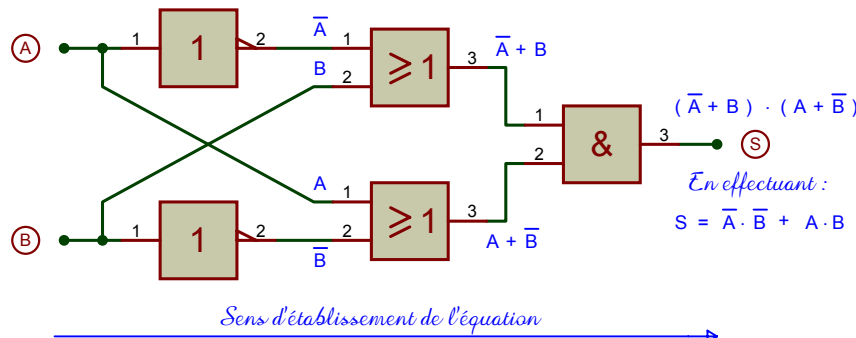 A
1
1
2
A̅
1
B
2
≥ 1
3
A̅ + B
1
2
&
3
( A̅ + B ) · ( A + B̅ )
S
En effectuant :
S = A̅ · B̅ + A · B
B
1
1
2
A
1
B̅
2
≥ 1
3
A + B̅
Sens d'établissement de l'équation